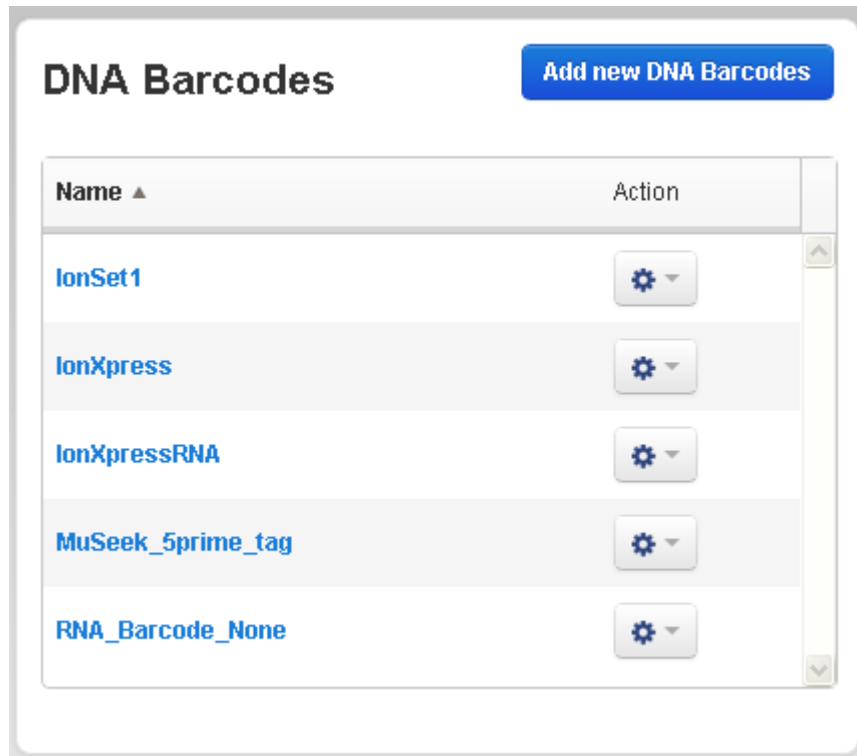 DNA Barcodes
Add new DNA Barcodes
Name Action
IonSet1
IonXpress
IonXpressRNA
MuSeek_5prime_tag
RNA_Barcode_None